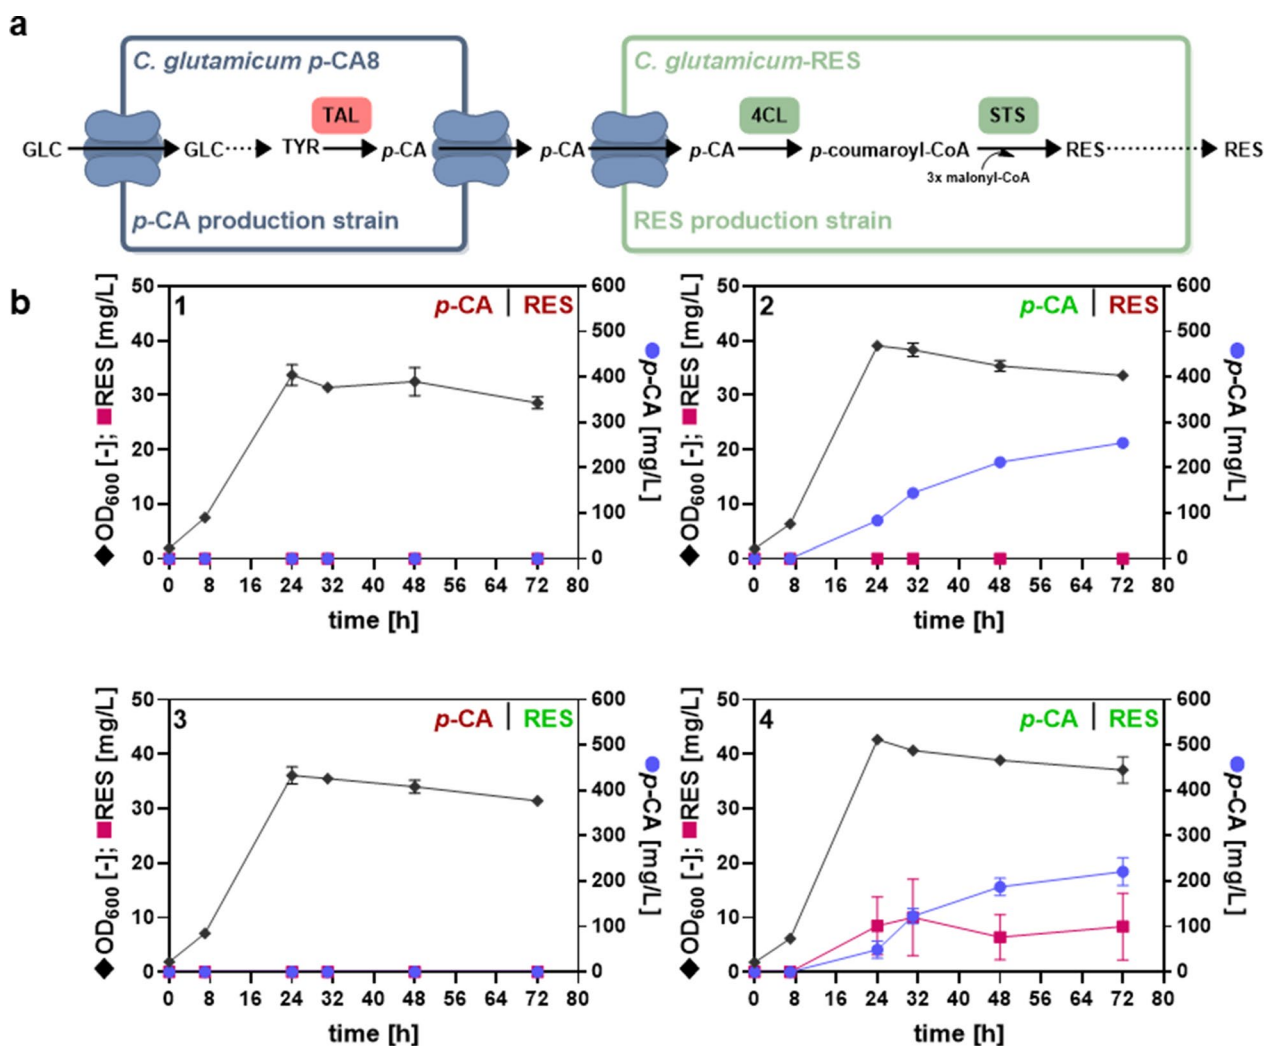 a
C. glutamicum p-CA8
C. glutamicum-RES
TAL
4CL
STS
GLC
GLC
TYR
p-CA
p-CA
p-CA
p-coumaroyl-CoA
RES
RES
3x malonyl-CoA
p-CA production strain
RES production strain
b
1
p-CA | RES
OD600 [-]; RES [mg/L]
50
40
30
20
10
0
600
500
400
300
200
100
0
p-CA [mg/L]
0 8 16 24 32 40 48 56 64 72 80
time [h]
2
p-CA | RES
OD600 [-]; RES [mg/L]
50
40
30
20
10
0
600
500
400
300
200
100
0
p-CA [mg/L]
0 8 16 24 32 40 48 56 64 72 80
time [h]
3
p-CA | RES
OD600 [-]; RES [mg/L]
50
40
30
20
10
0
600
500
400
300
200
100
0
p-CA [mg/L]
0 8 16 24 32 40 48 56 64 72 80
time [h]
4
p-CA | RES
OD600 [-]; RES [mg/L]
50
40
30
20
10
0
600
500
400
300
200
100
0
p-CA [mg/L]
0 8 16 24 32 40 48 56 64 72 80
time [h]